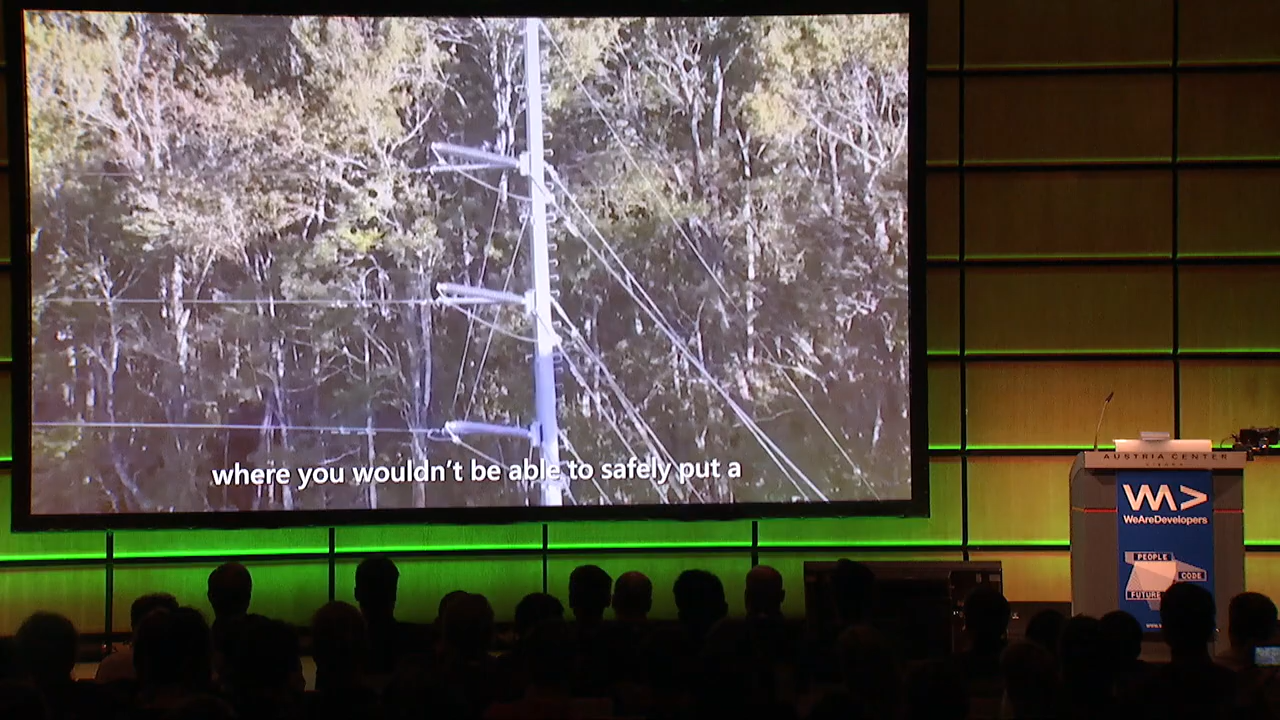 where you wouldn't be able to safely put a
AUSTRIA CENTER
WeAreDevelopers
PEOPLE
CODE
FUTURE